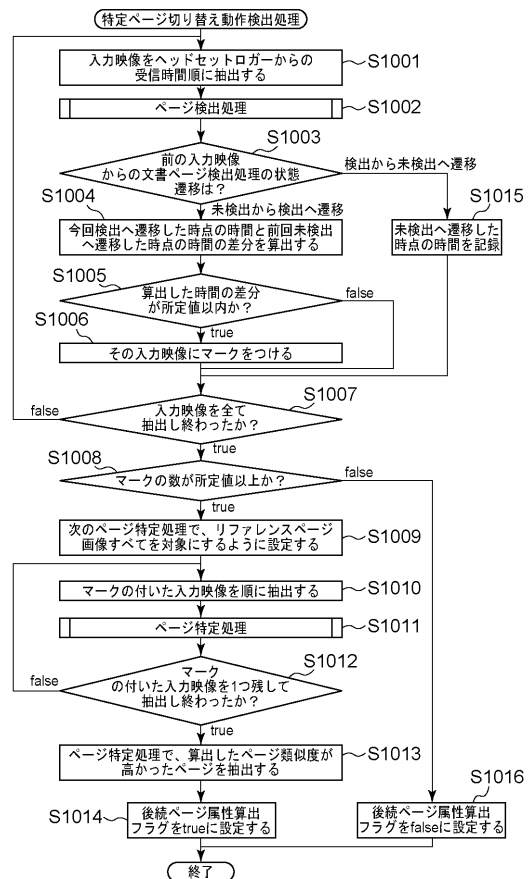 特定ページ切り替え動作検出処理
入力映像をヘッドセットロガーからの
受信時間順に抽出する
S1001
ページ検出処理
S1002
S1003
前の入力映像
からの文書ページ検出処理の状態
遷移は？
検出から未検出へ遷移
S1004
未検出から検出へ遷移
S1015
今回検出へ遷移した時点の時間と前回未検出
へ遷移した時点の時間の差分を算出する
未検出へ遷移した
時点の時間を記録
S1005
算出した時間の差分
が所定値以内か？
false
S1006
true
その入力映像にマークをつける
S1007
false
入力映像を全て
抽出し終わったか？
true
S1008
マークの数が所定値以上か？
false
true
次のページ特定処理で、リファレンスページ
画像すべてを対象にするように設定する
S1009
マークの付いた入力映像を順に抽出する
S1010
ページ特定処理
S1011
S1012
false
マーク
の付いた入力映像を1つ残して
抽出し終わったか？
true
ページ特定処理で、算出したページ類似度が
高かったページを抽出する
S1013
S1016
S1014
後続ページ属性算出
フラグをtrueに設定する
後続ページ属性算出
フラグをfalseに設定する
終了